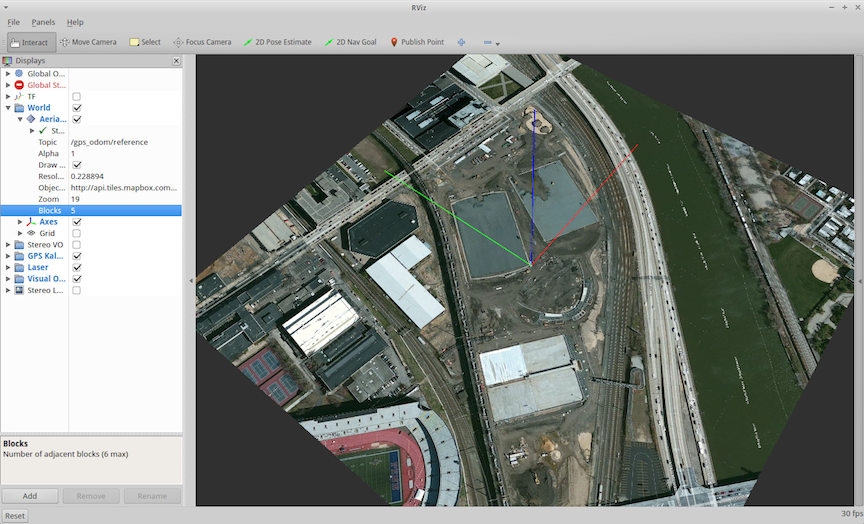 RViz
File Panels Help
Interact Move Camera Select Focus Camera 2D Pose Estimate 2D Nav Goal Publish Point
Displays
Global O...
Global St...
TF
World
Aeria...
St...
Topic /gps_odom/reference
Alpha 1
Draw ...
Resol... 0.228894
Objec... http://api.tiles.mapbox.com...
Zoom 19
Blocks 5
Axes
Grid
Stereo VO
GPS Kal...
Laser
Visual O...
Stereo L...
Blocks
Number of adjacent blocks (6 max)
Add Remove Rename
Reset 30 fps